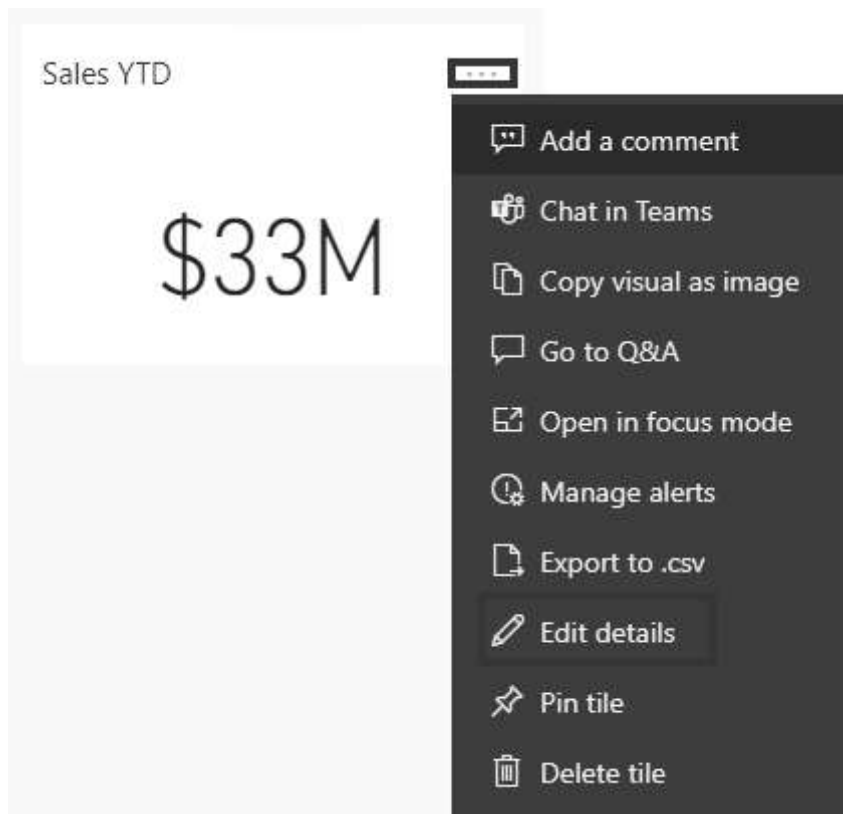 Sales YTD
...
$33M
Add a comment
Chat in Teams
Copy visual as image
Go to Q&A
Open in focus mode
Manage alerts
Export to .csv
Edit details
Pin tile
Delete tile